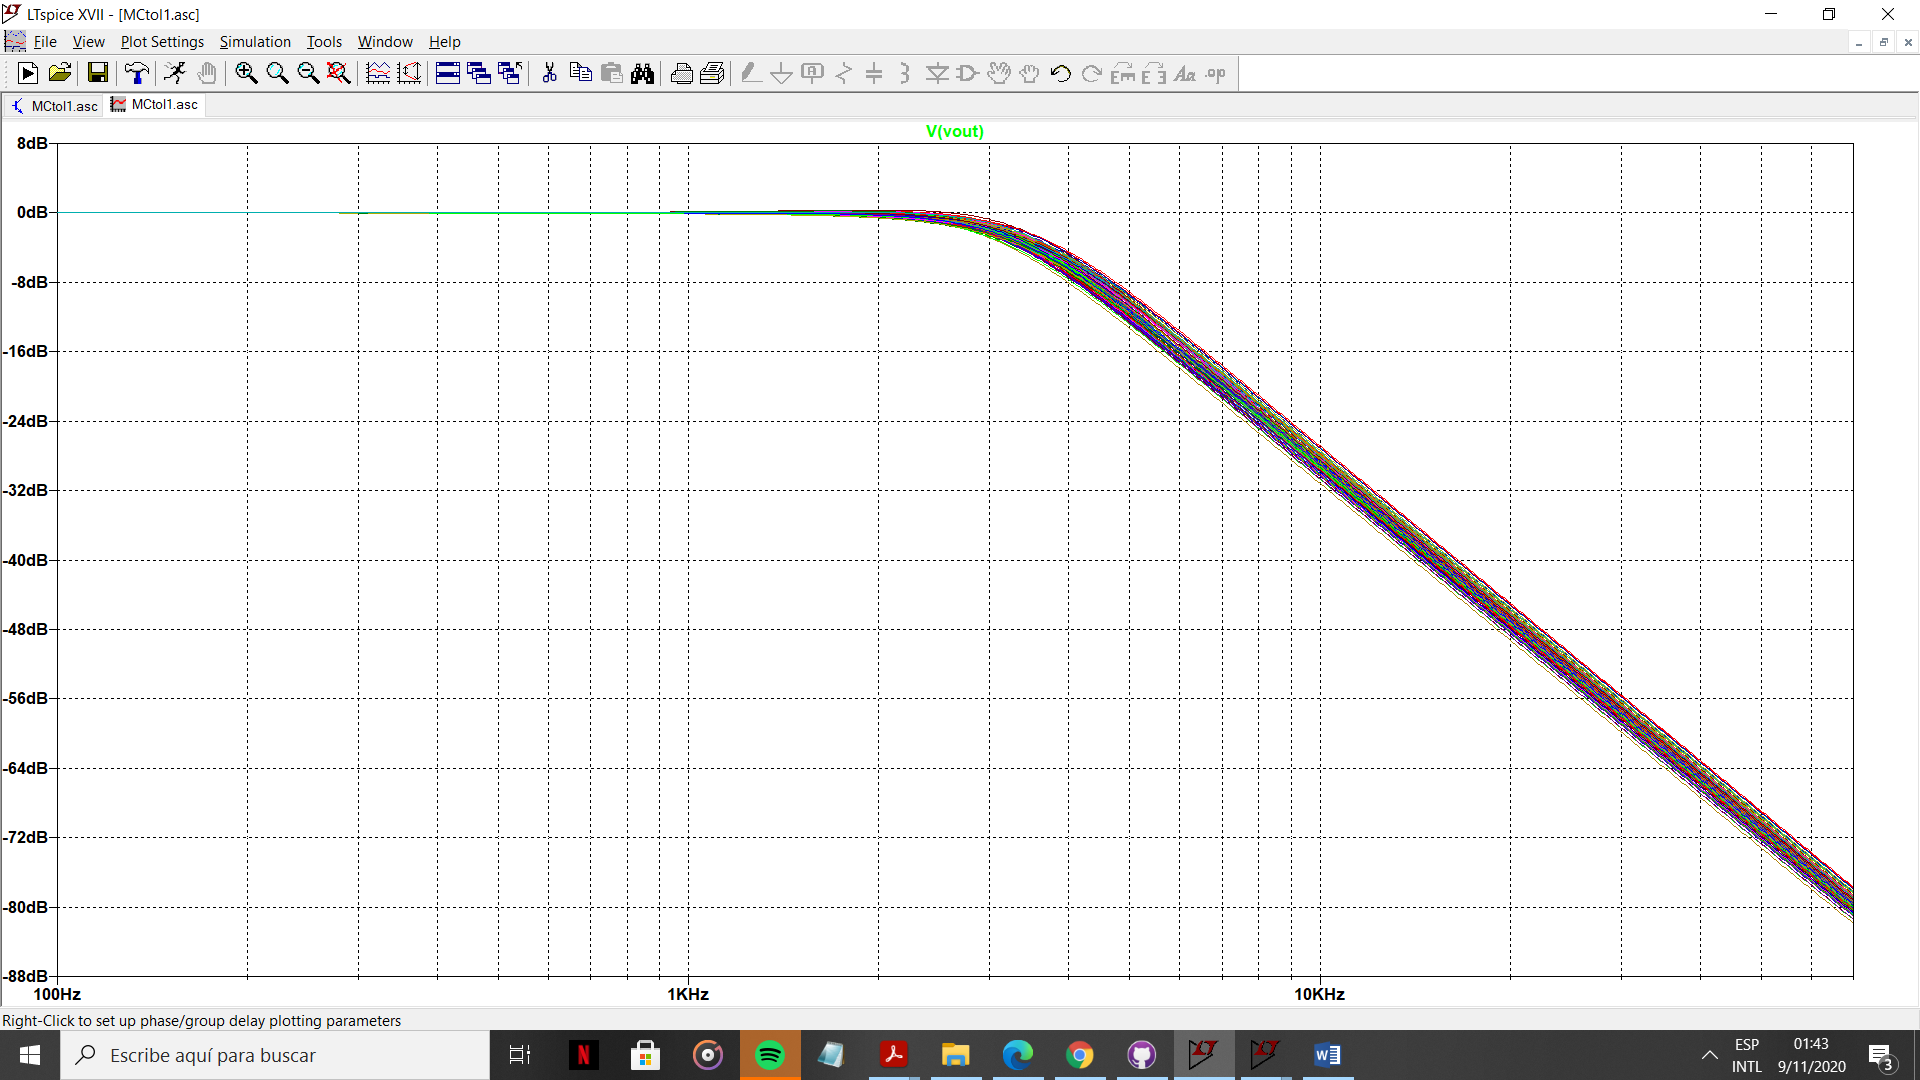 LTspice XVII - [MCtol1.asc]
File View Plot Settings Simulation Tools Window Help
MCtol1.asc MCtol1.asc
V(vout)
8dB
0dB
-8dB
-16dB
-24dB
-32dB
-40dB
-48dB
-56dB
-64dB
-72dB
-80dB
-88dB
100Hz 1KHz 10KHz
Right-Click to set up phase/group delay plotting parameters
Escribe aquí para buscar
ESP 01:43
INTL 9/11/2020 3